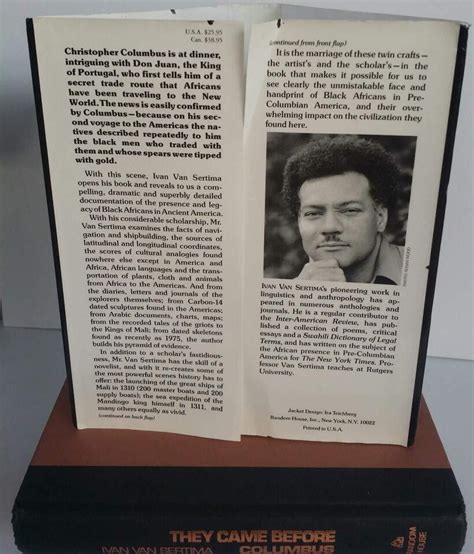 U.S.A. $25.95
Can. $38.95
Christopher Columbus is at dinner,
intriguing with Don Juan, the King
of Portugal, who first tells him of a
secret trade route that Africans
have been traveling to the New
World. The news is easily confirmed
by Columbus—because on his sec-
ond voyage to the Americas the na-
tives described repeatedly to him
the black men who traded with
them and whose spears were tipped
with gold.
With this scene, Ivan Van Sertima
opens his book and reveals to us a com-
pelling, dramatic and superbly detailed
documentation of the presence and leg-
acy of Black Africans in Ancient America.
With his considerable scholarship, Mr.
Van Sertima examines the facts of navi-
gation and shipbuilding, the sources of
latitudinal and longitudinal coordinates,
the scores of cultural analogies found
nowhere else except in America and
Africa, African languages and the trans-
portation of plants, cloth and animals
from Africa to the Americas. And from
the diaries, letters and journals of the
explorers themselves; from Carbon-14
dated sculptures found in the Americas;
from Arabic documents, charts, maps;
from the recorded tales of the griots to
the Kings of Mali; from dated skeletons
found as recently as 1975, the author
builds his pyramid of evidence.
In addition to a scholar's fastidious-
ness, Mr. Van Sertima has the skill of a
novelist, and with it re-creates some of
the most powerful scenes history has to
offer: the launching of the great ships of
Mali in 1310 (200 master boats and 200
supply boats); the sea expedition of the
Mandingo king himself in 1311, and
many others equally as vivid.
(continued on back flap)
(continued from front flap)
It is the marriage of these twin crafts—
the artist's and the scholar's—in the
book that makes it possible for us to
see clearly the unmistakable face and
handprint of Black Africans in Pre-
Columbian America, and their over-
whelming impact on the civilization they
found here.
IVAN VAN SERTIMA's pioneering work in
linguistics and anthropology has ap-
peared in numerous anthologies and
journals. He is a regular contributor to
the Inter-American Review, has pub-
lished a collection of poems, critical
essays and a Swahili Dictionary of Legal
Terms, and has written on the subject of
the African presence in Pre-Columbian
America for The New York Times. Pro-
fessor Van Sertima teaches at Rutgers
University.
Jacket Design: Ira Teichberg
Random House, Inc., New York, N.Y. 10022
Printed in U.S.A.
THEY CAME BEFORE
IVAN VAN SERTIMA COLUMBUS
RANDOM
HOUSE